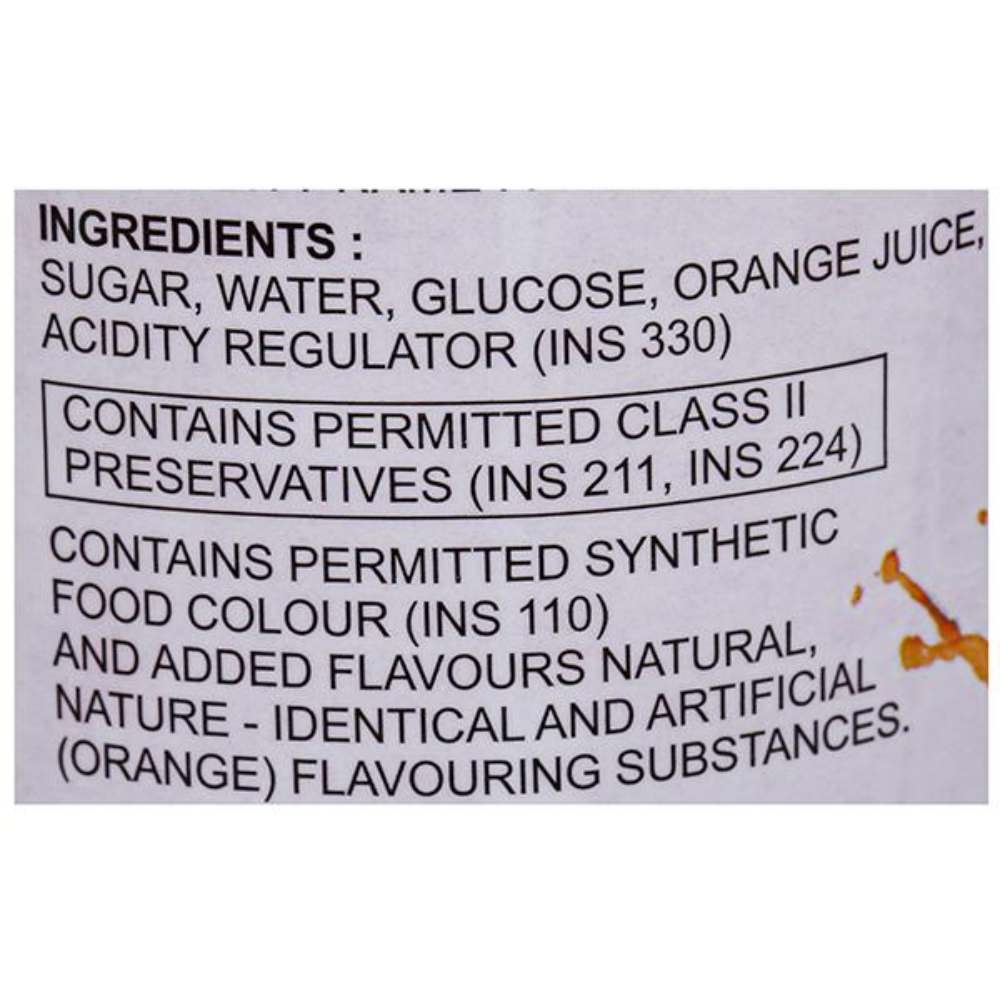 INGREDIENTS :
SUGAR, WATER, GLUCOSE, ORANGE JUICE,
ACIDITY REGULATOR (INS 330)
CONTAINS PERMITTED CLASS II
PRESERVATIVES (INS 211, INS 224)
CONTAINS PERMITTED SYNTHETIC
FOOD COLOUR (INS 110)
AND ADDED FLAVOURS NATURAL,
NATURE - IDENTICAL AND ARTIFICIAL
(ORANGE) FLAVOURING SUBSTANCES.